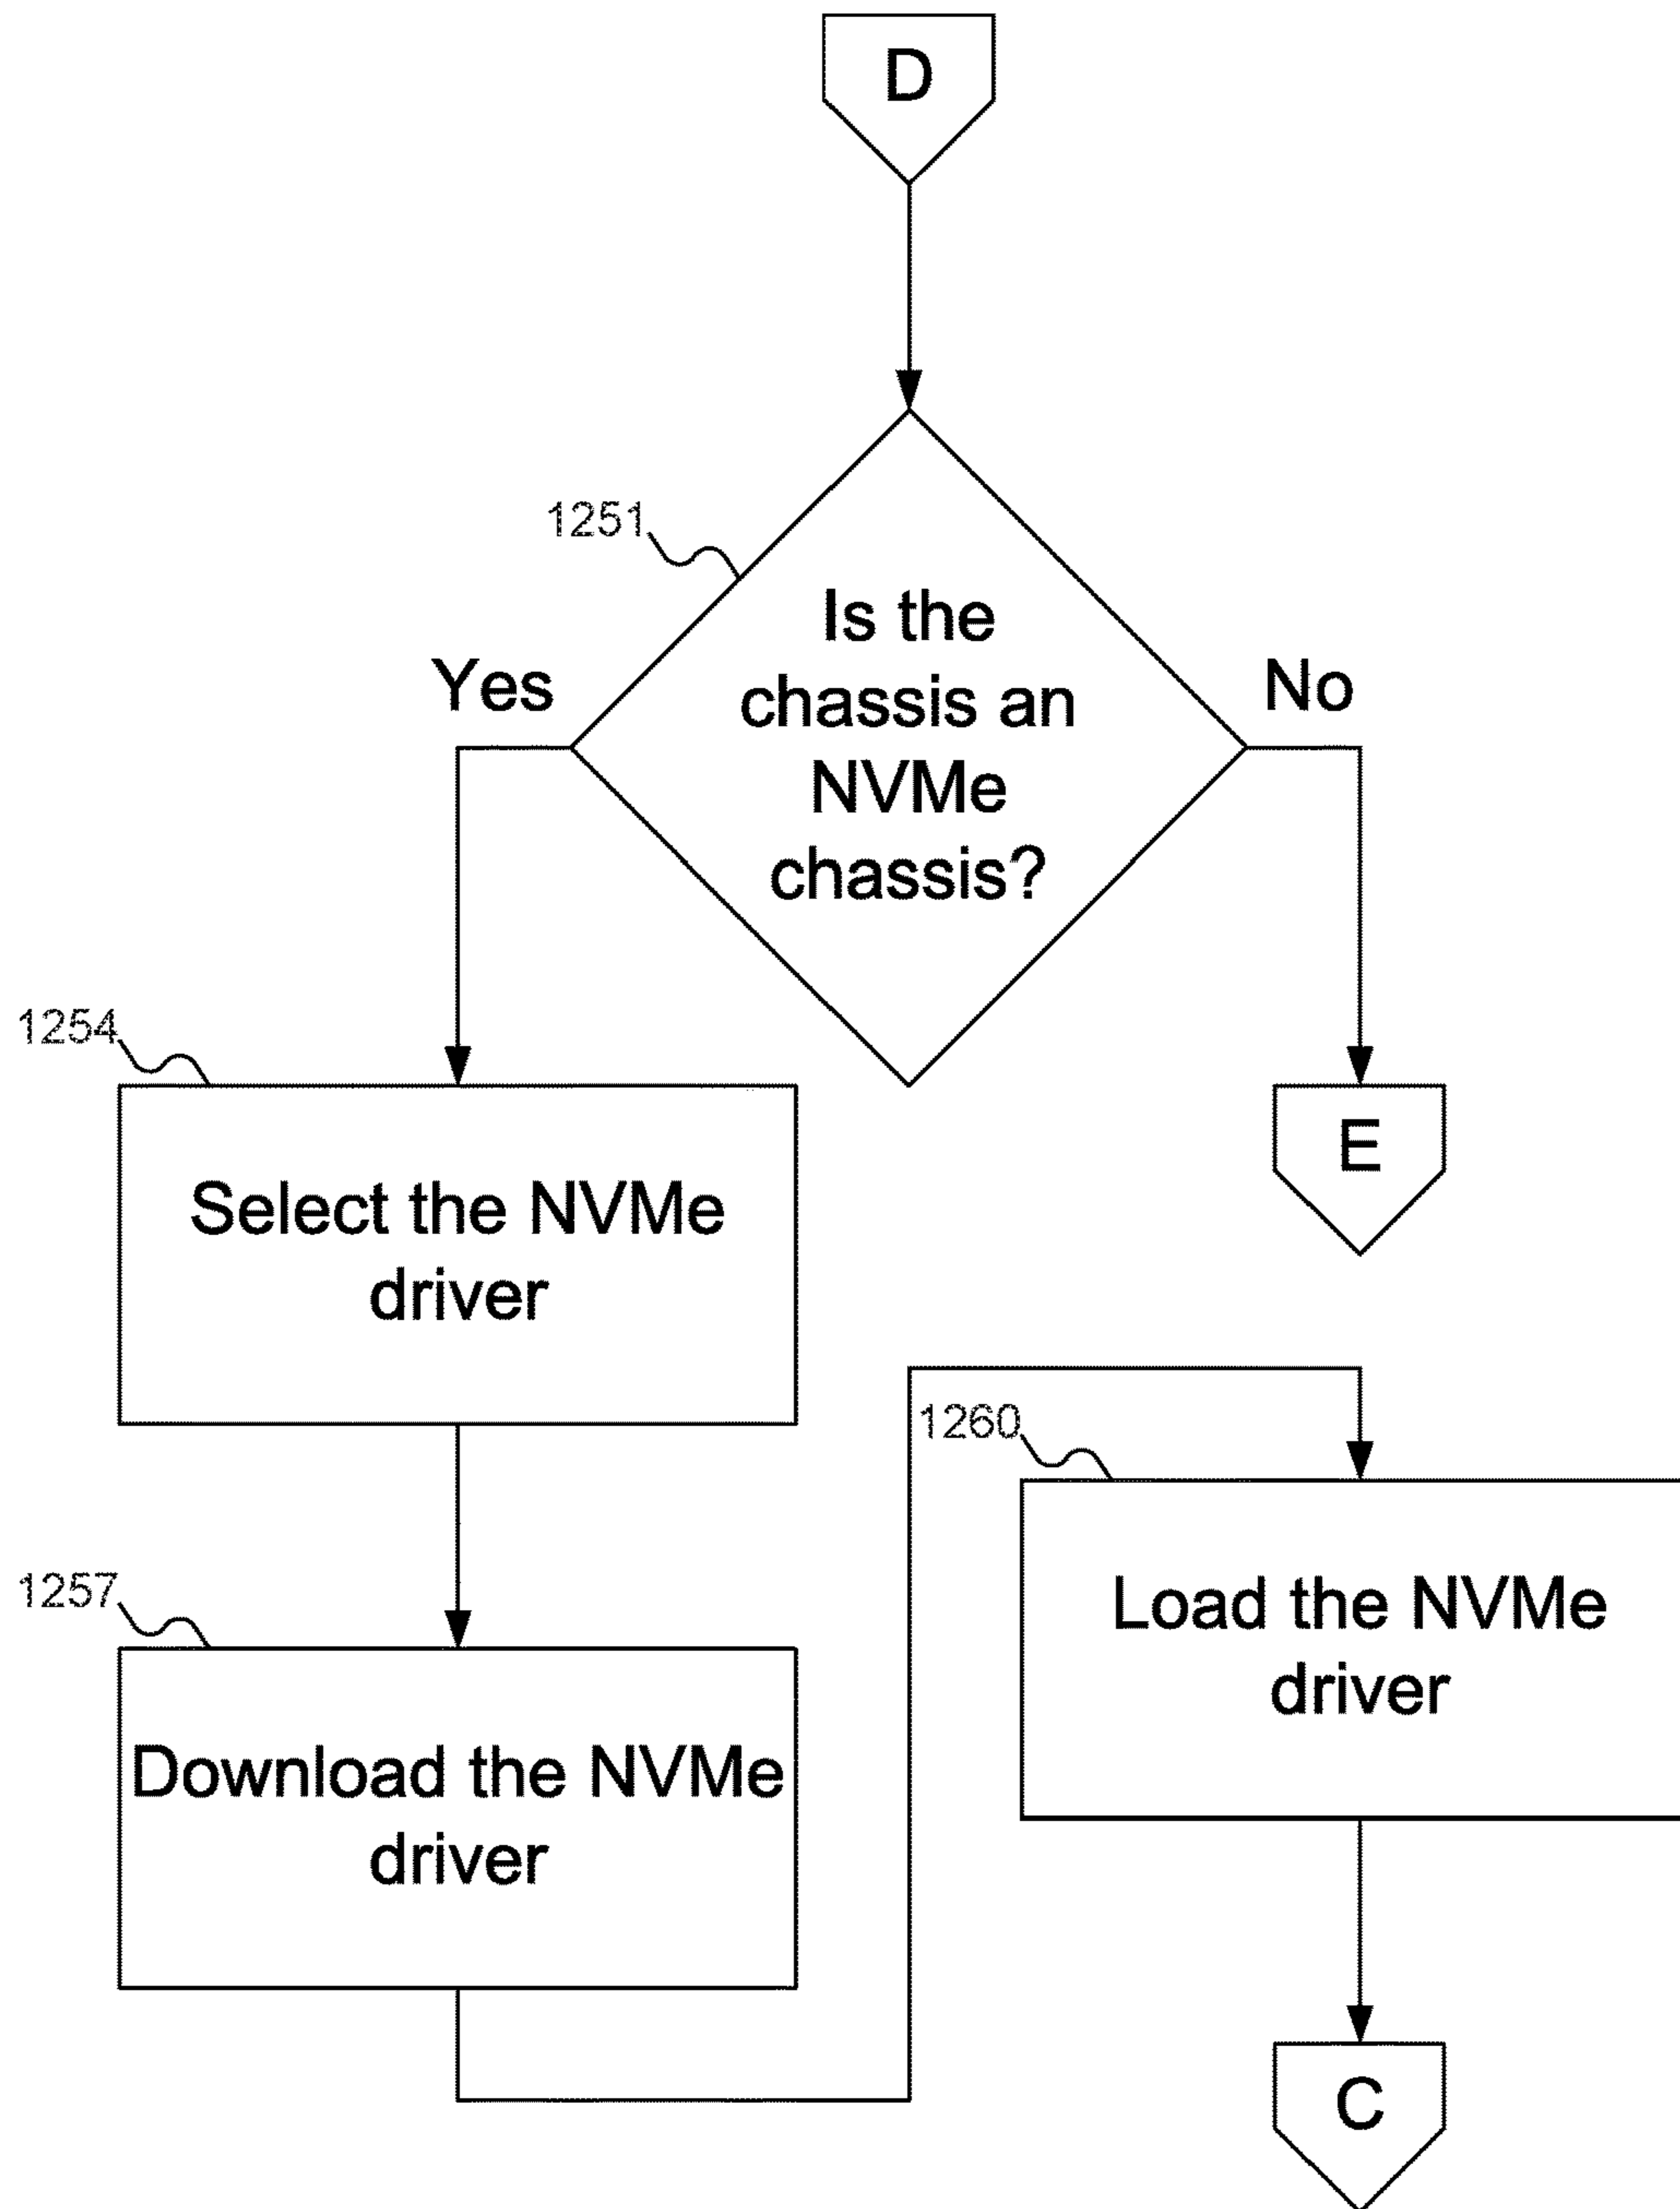 D
1251
Is the
chassis an
NVMe
chassis?
Yes
No
1254
Select the NVMe
driver
E
1260
Load the NVMe
driver
1257
Download the NVMe
driver
C